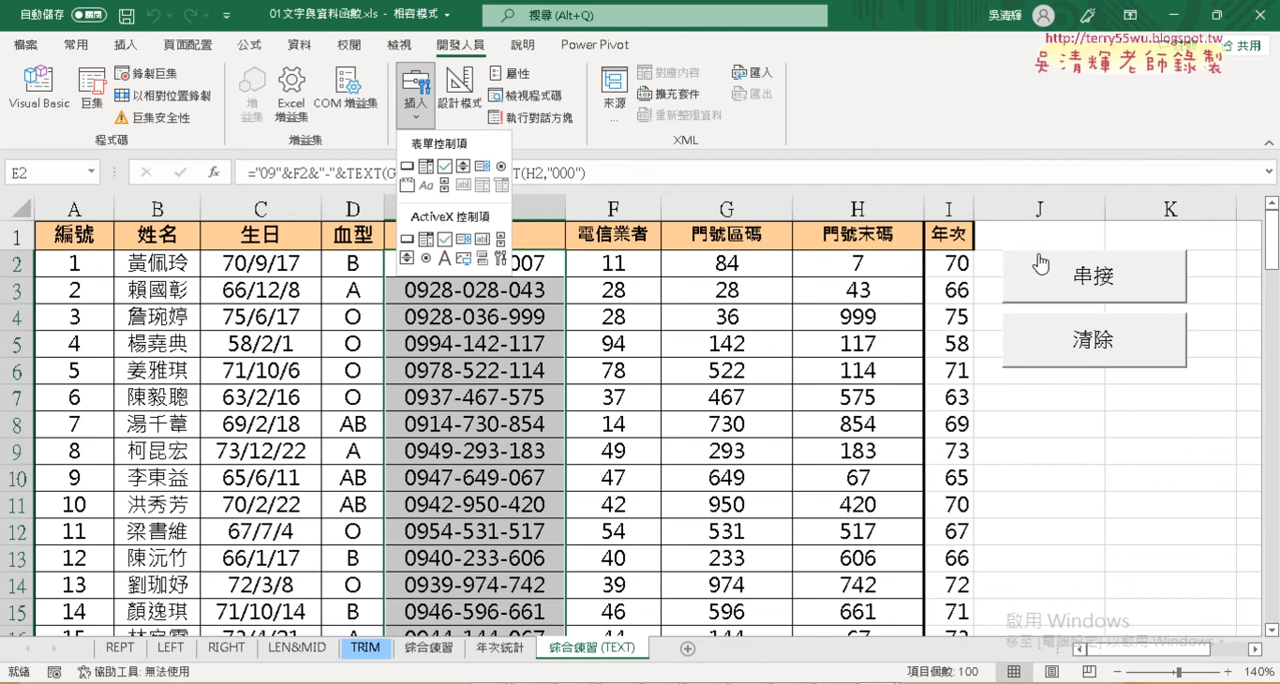 自動儲存 01文字與資料函數.xls - 相容模式 搜尋 (Alt+Q) 吳清輝
檔案 常用 插入 頁面配置 公式 資料 校閱 檢視 開發人員 說明 Power Pivot 共用
http://terry55wu.blogspot.tw
吳清輝老師錄製
Visual Basic 巨集 錄製巨集 以相對位置錄製 巨集安全性 程式碼
增益集 Excel 增益集 COM 增益集 增益集
插入 設計模式 屬性 檢視程式碼 執行對話方塊
來源... 對應內容 擴充套件 重新整理資料 匯入 匯出 XML
表單控制項
Aa
ActiveX 控制項
E2 fx ="09"&F2&"-"&TEXT(G T(H2,"000")
A B C D F G H I J K
1 編號 姓名 生日 血型 電信業者 門號區碼 門號末碼 年次
2 1 黃佩玲 70/9/17 B 007 11 84 7 70
3 2 賴國彰 66/12/8 A 0928-028-043 28 28 43 66
4 3 詹琬婷 75/6/17 O 0928-036-999 28 36 999 75
5 4 楊堯典 58/2/1 O 0994-142-117 94 142 117 58
6 5 姜雅琪 71/10/6 O 0978-522-114 78 522 114 71
7 6 陳毅聰 63/2/16 O 0937-467-575 37 467 575 63
8 7 湯千葦 69/2/18 AB 0914-730-854 14 730 854 69
9 8 柯昆宏 73/12/22 A 0949-293-183 49 293 183 73
10 9 李東益 65/6/11 AB 0947-649-067 47 649 67 65
11 10 洪秀芳 70/2/22 AB 0942-950-420 42 950 420 70
12 11 梁書維 67/7/4 O 0954-531-517 54 531 517 67
13 12 陳沅竹 66/1/17 B 0940-233-606 40 233 606 66
14 13 劉珈妤 72/3/8 O 0939-974-742 39 974 742 72
15 14 顏逸琪 71/10/14 B 0946-596-661 46 596 661 71
串接
清除
啟用 Windows
移至 [電腦設定] 以啟用 Windows。
REPT LEFT RIGHT LEN&MID TRIM 綜合練習 年次統計 綜合練習 (TEXT)
就緒 協助工具: 無法使用 項目個數: 100 140%